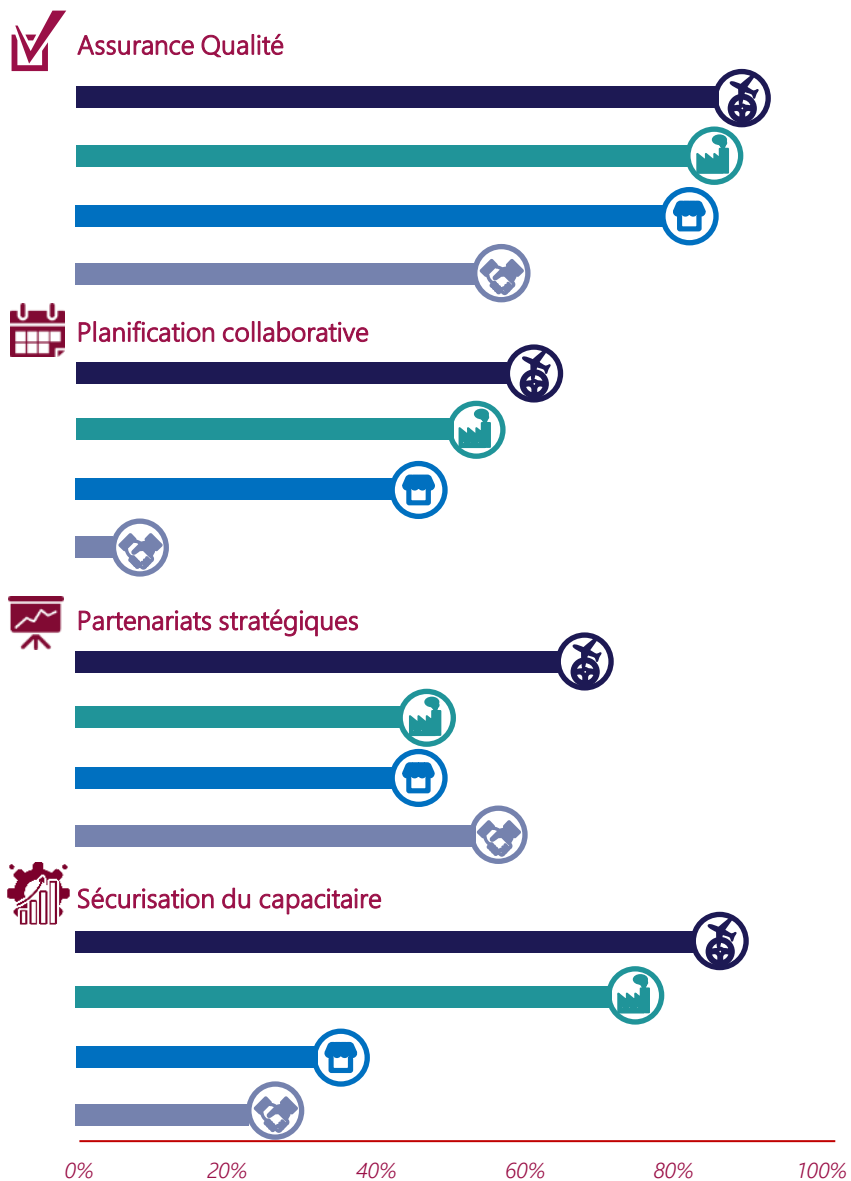 Assurance Qualité
Planification collaborative
Partenariats stratégiques
Sécurisation du capacitaire
0% 20% 40% 60% 80% 100%